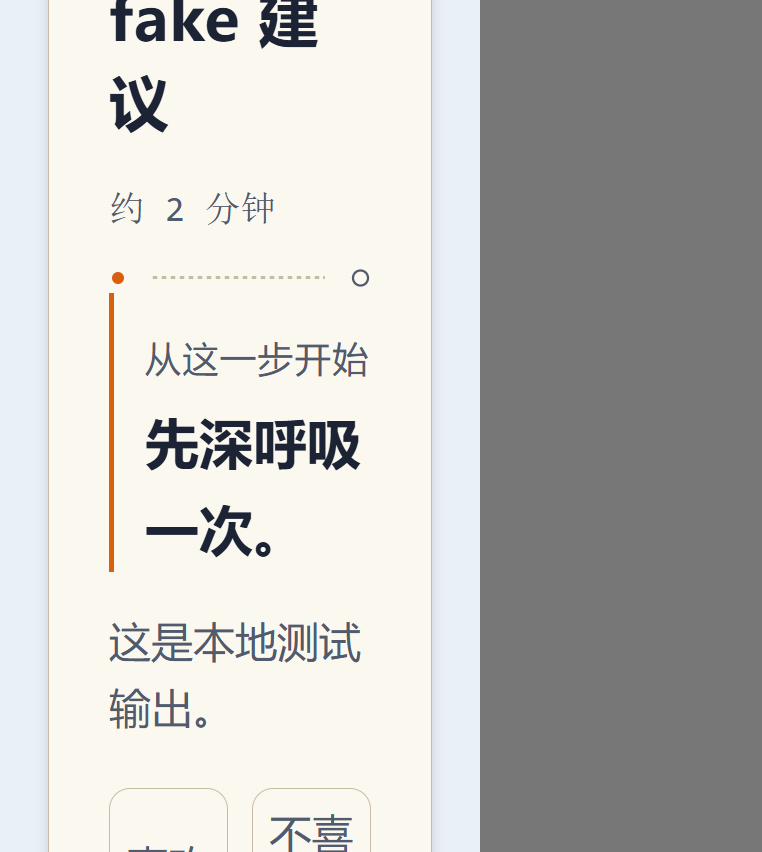 fake 建
议
约 2 分钟
从这一步开始
先深呼吸
一次。
这是本地测试
输出。
不喜